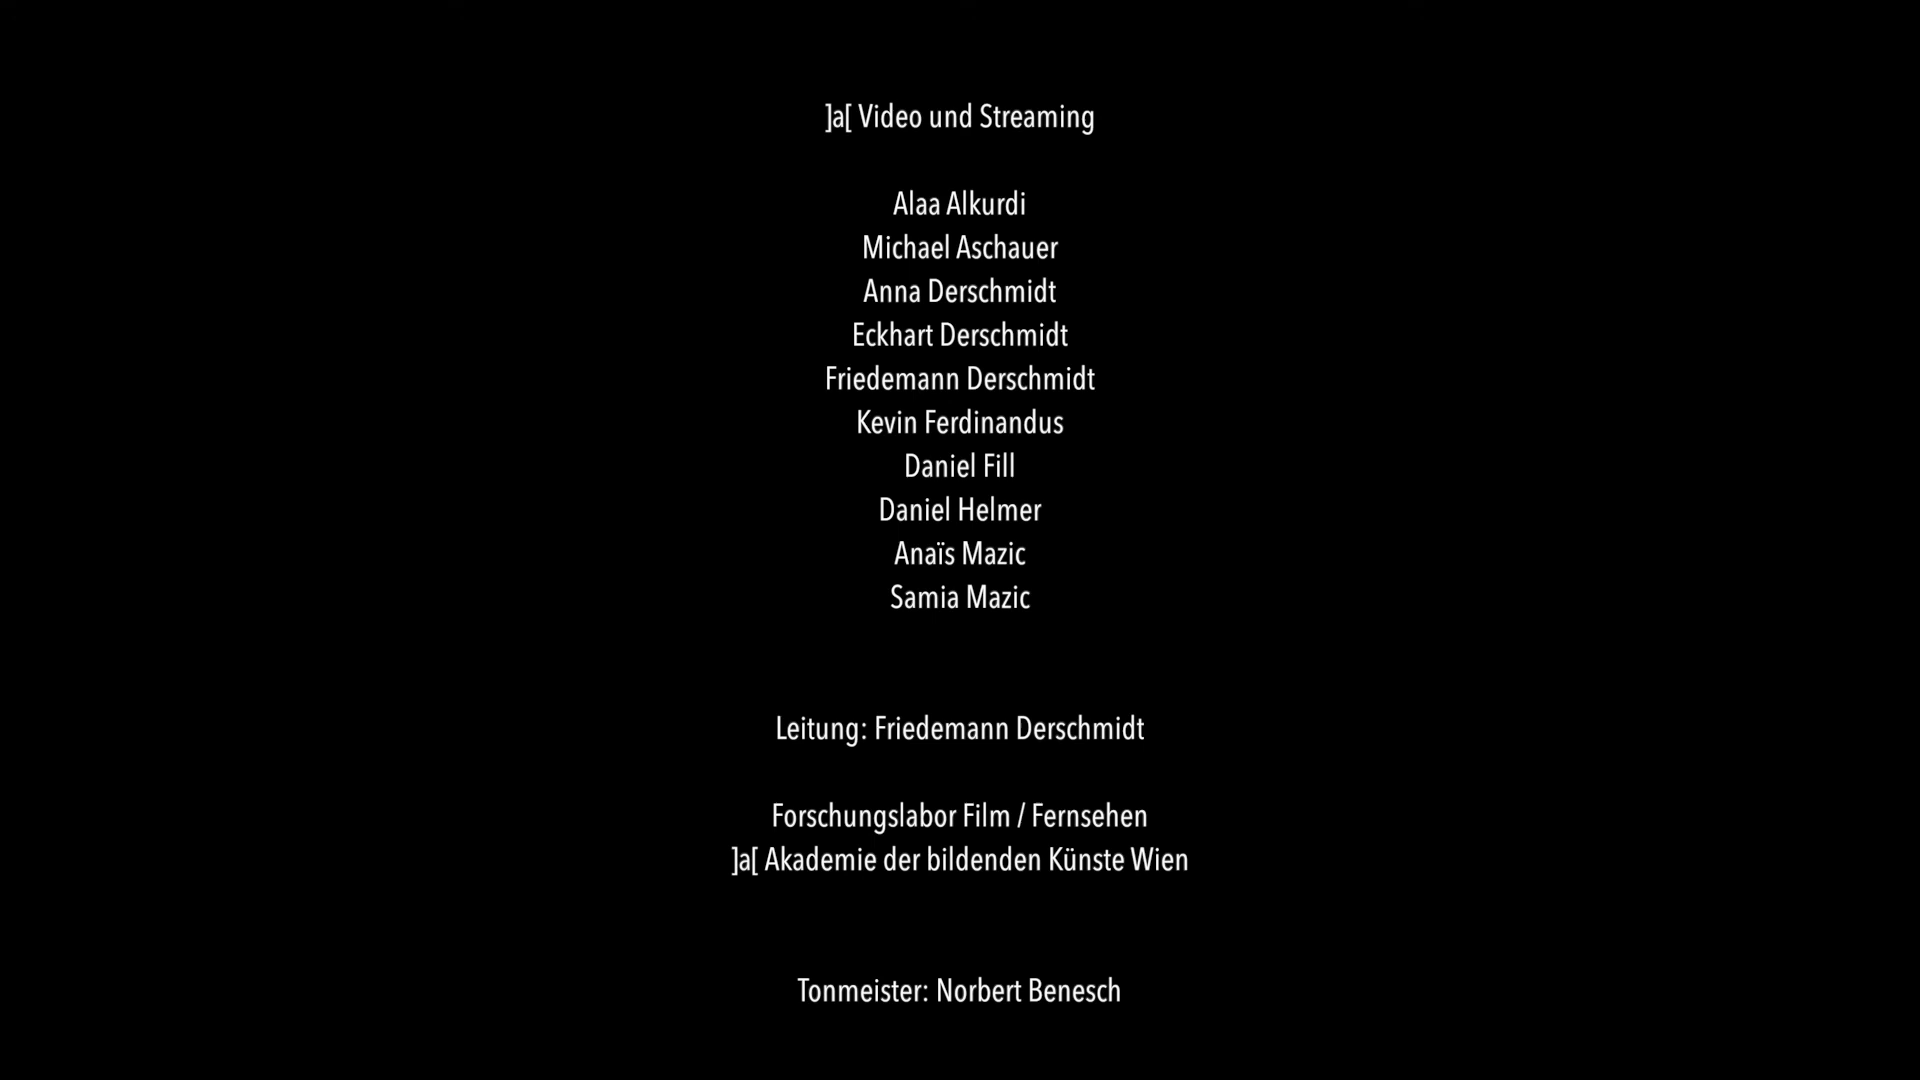 ]a[ Video und Streaming
Alaa Alkurdi
Michael Aschauer
Anna Derschmidt
Eckhart Derschmidt
Friedemann Derschmidt
Kevin Ferdinandus
Daniel Fill
Daniel Helmer
Anaïs Mazic
Samia Mazic
Leitung: Friedemann Derschmidt
Forschungslabor Film / Fernsehen
]a[ Akademie der bildenden Künste Wien
Tonmeister: Norbert Benesch